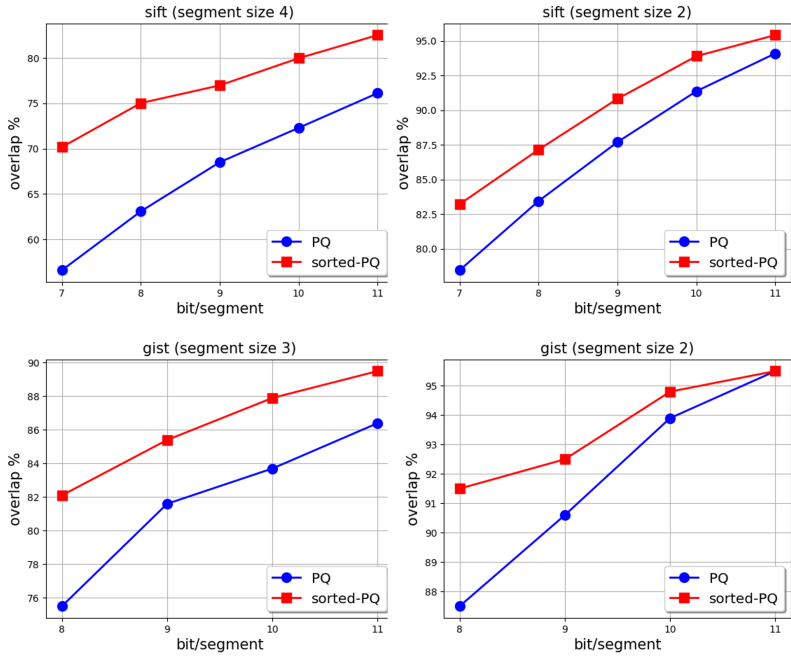 sift (segment size 4)
overlap %
80
75
70
65
60
PQ
sorted-PQ
7 8 9 10 11
bit/segment
sift (segment size 2)
overlap %
95.0
92.5
90.0
87.5
85.0
82.5
80.0
PQ
sorted-PQ
7 8 9 10 11
bit/segment
gist (segment size 3)
overlap %
90
88
86
84
82
80
78
76
PQ
sorted-PQ
8 9 10 11
bit/segment
gist (segment size 2)
overlap %
95
94
93
92
91
90
89
88
PQ
sorted-PQ
8 9 10 11
bit/segment